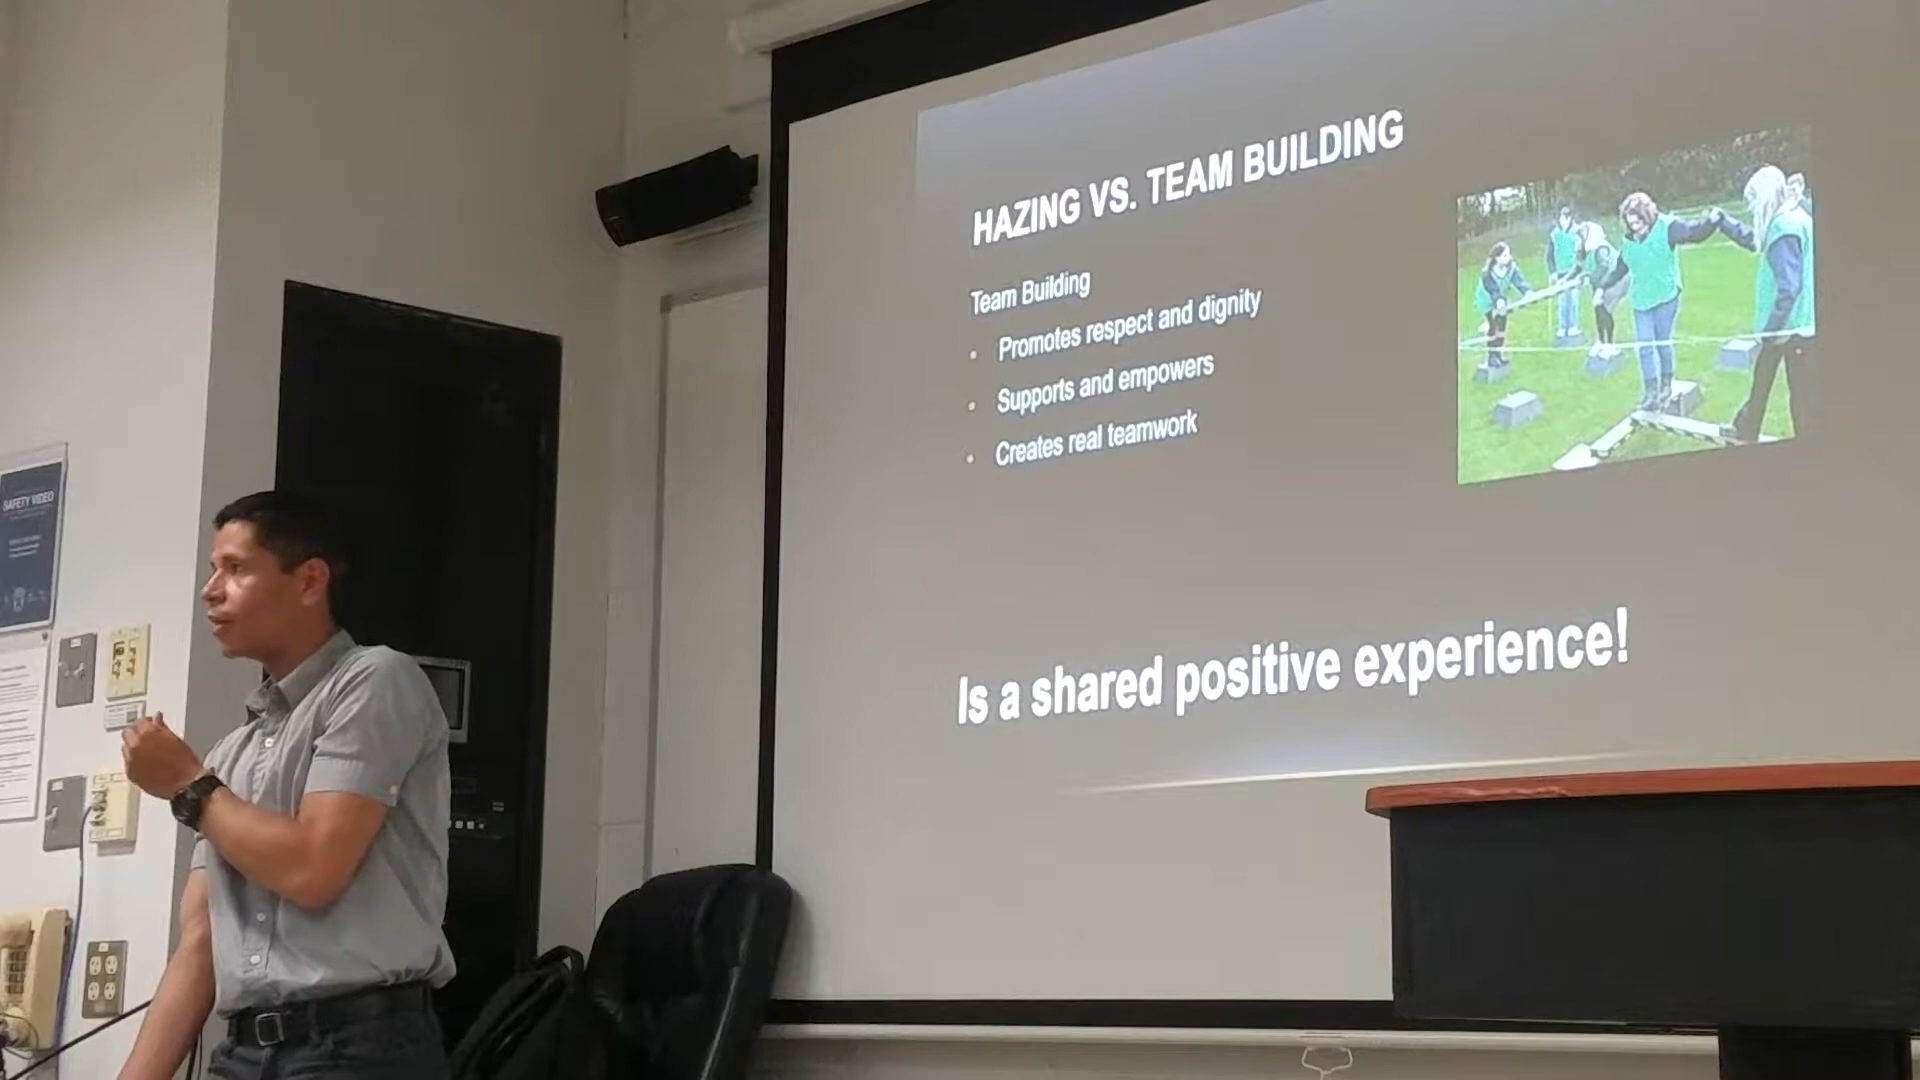 HAZING VS. TEAM BUILDING
Team Building
• Promotes respect and dignity
• Supports and empowers
• Creates real teamwork
Is a shared positive experience!
SAFETY VIDEO